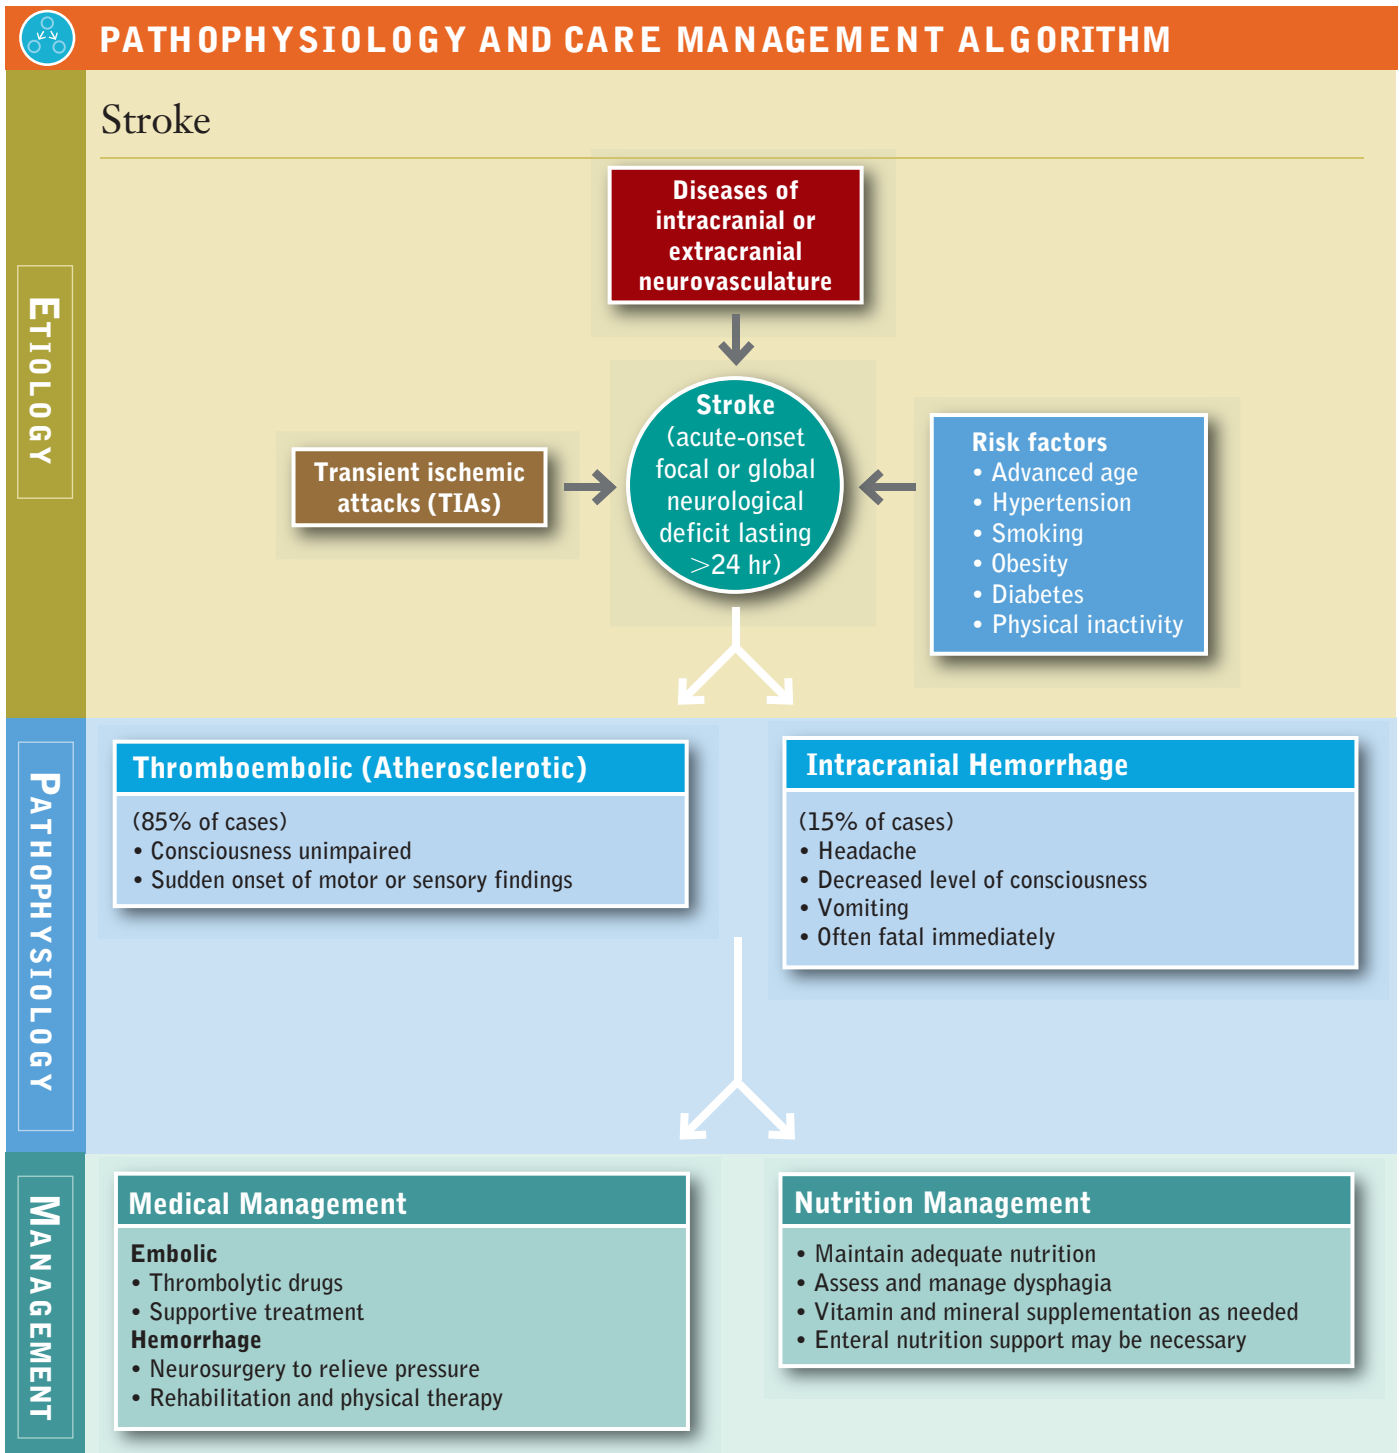 PATHOPHYSIOLOGY AND CARE MANAGEMENT ALGORITHM
ETIOLOGY
Stroke
Diseases of
intracranial or
extracranial
neurovasculature
Transient ischemic
attacks (TIAs)
Stroke
(acute-onset
focal or global
neurological
deficit lasting
>24 hr)
Risk factors
• Advanced age
• Hypertension
• Smoking
• Obesity
• Diabetes
• Physical inactivity
PATHOPHYSIOLOGY
Thromboembolic (Atherosclerotic)
(85% of cases)
• Consciousness unimpaired
• Sudden onset of motor or sensory findings
Intracranial Hemorrhage
(15% of cases)
• Headache
• Decreased level of consciousness
• Vomiting
• Often fatal immediately
MANAGEMENT
Medical Management
Embolic
• Thrombolytic drugs
• Supportive treatment
Hemorrhage
• Neurosurgery to relieve pressure
• Rehabilitation and physical therapy
Nutrition Management
• Maintain adequate nutrition
• Assess and manage dysphagia
• Vitamin and mineral supplementation as needed
• Enteral nutrition support may be necessary